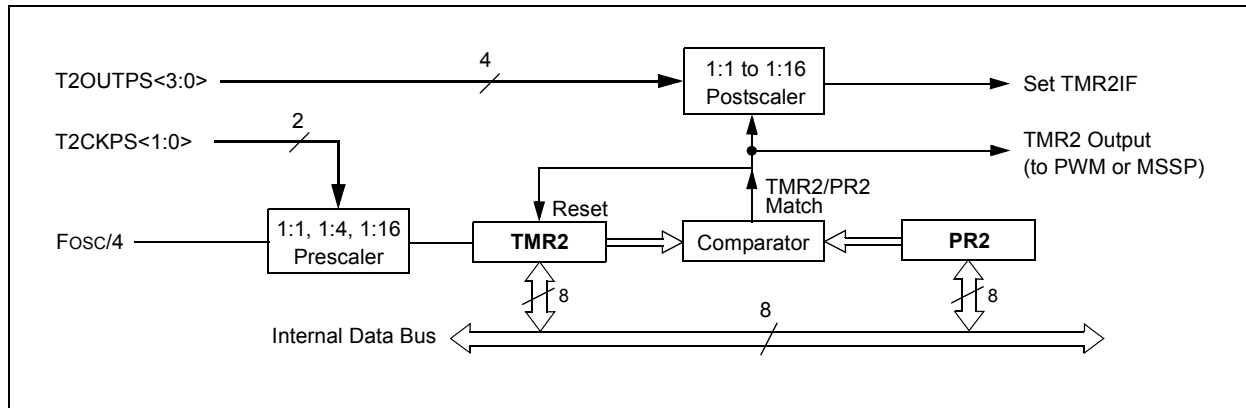 T2OUTPS<3:0>
4
1:1 to 1:16
Postscaler
Set TMR2IF
T2CKPS<1:0>
2
TMR2 Output
(to PWM or MSSP)
TMR2/PR2
Match
Reset
FOSC/4
1:1, 1:4, 1:16
Prescaler
TMR2
Comparator
PR2
8
8
8
Internal Data Bus